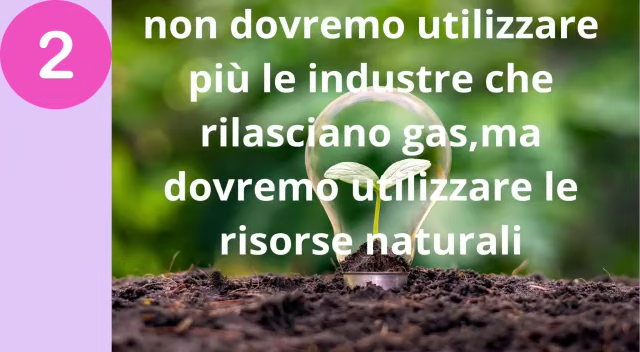 2
non dovremo utilizzare
più le industre che
rilasciano gas,ma
dovremo utilizzare le
risorse naturali